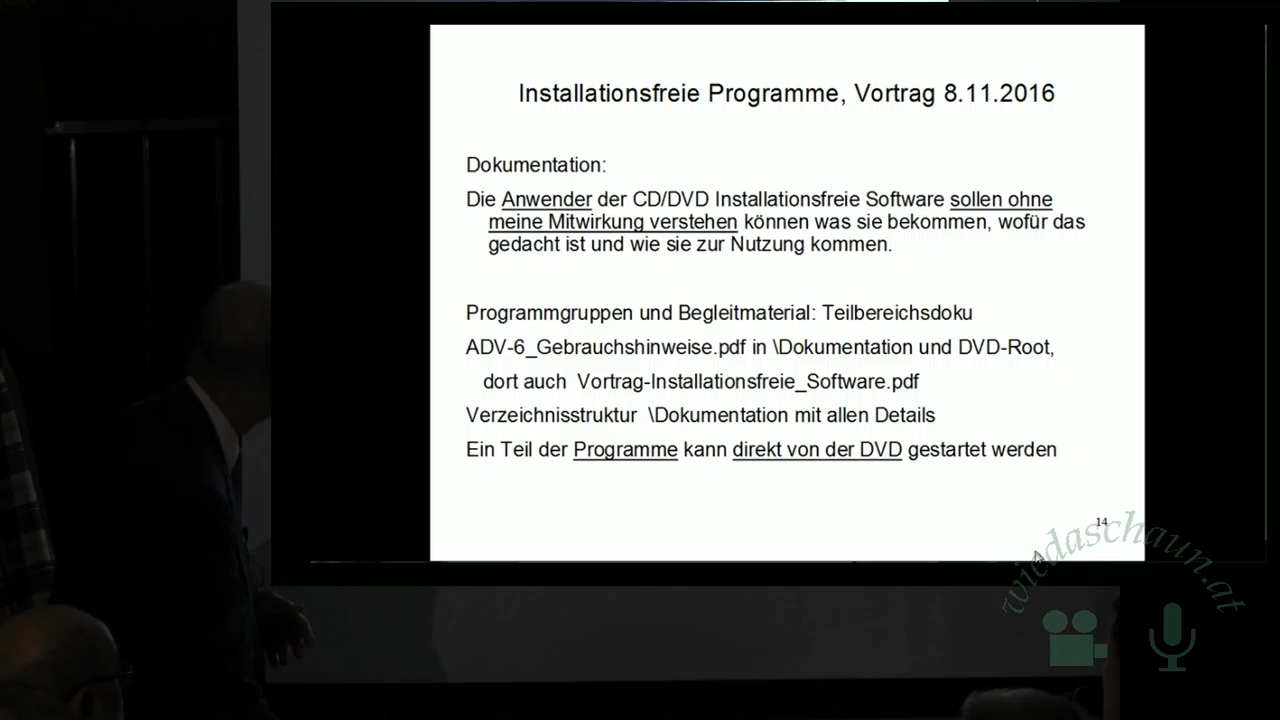 Installationsfreie Programme, Vortrag 8.11.2016
Dokumentation:
Die Anwender der CD/DVD Installationsfreie Software sollen ohne
meine Mitwirkung verstehen können was sie bekommen, wofür das
gedacht ist und wie sie zur Nutzung kommen.
Programmgruppen und Begleitmaterial: Teilbereichsdoku
ADV-6_Gebrauchshinweise.pdf in \Dokumentation und DVD-Root,
dort auch Vortrag-Installationsfreie_Software.pdf
Verzeichnisstruktur \Dokumentation mit allen Details
Ein Teil der Programme kann direkt von der DVD gestartet werden
14
wiedaschaun.at